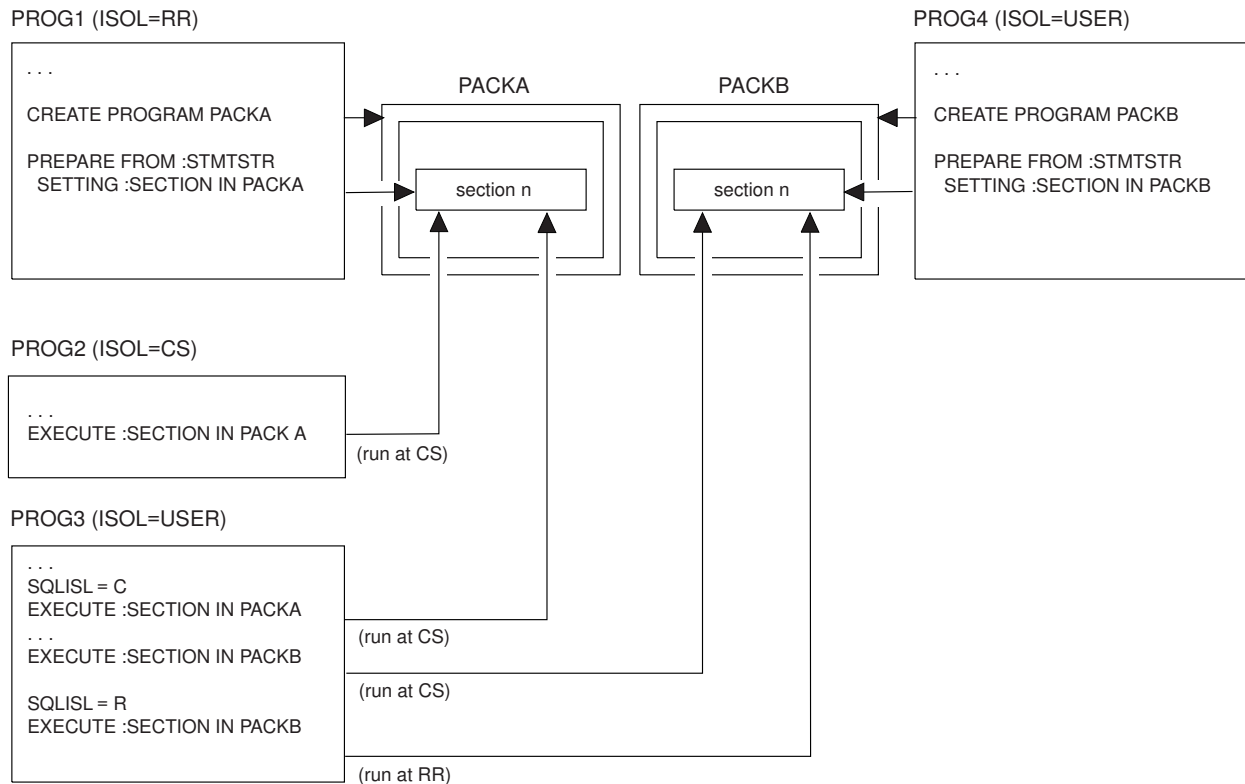 PROG1 (ISOL=RR)
. . .
CREATE PROGRAM PACKA
PREPARE FROM :STMTSTR
SETTING :SECTION IN PACKA
PACKA
section n
PACKB
section n
PROG4 (ISOL=USER)
. . .
CREATE PROGRAM PACKB
PREPARE FROM :STMTSTR
SETTING :SECTION IN PACKB
PROG2 (ISOL=CS)
. . .
EXECUTE :SECTION IN PACK A
(run at CS)
PROG3 (ISOL=USER)
. . .
SQLISL = C
EXECUTE :SECTION IN PACKA
. . .
EXECUTE :SECTION IN PACKB
SQLISL = R
EXECUTE :SECTION IN PACKB
(run at CS)
(run at CS)
(run at RR)